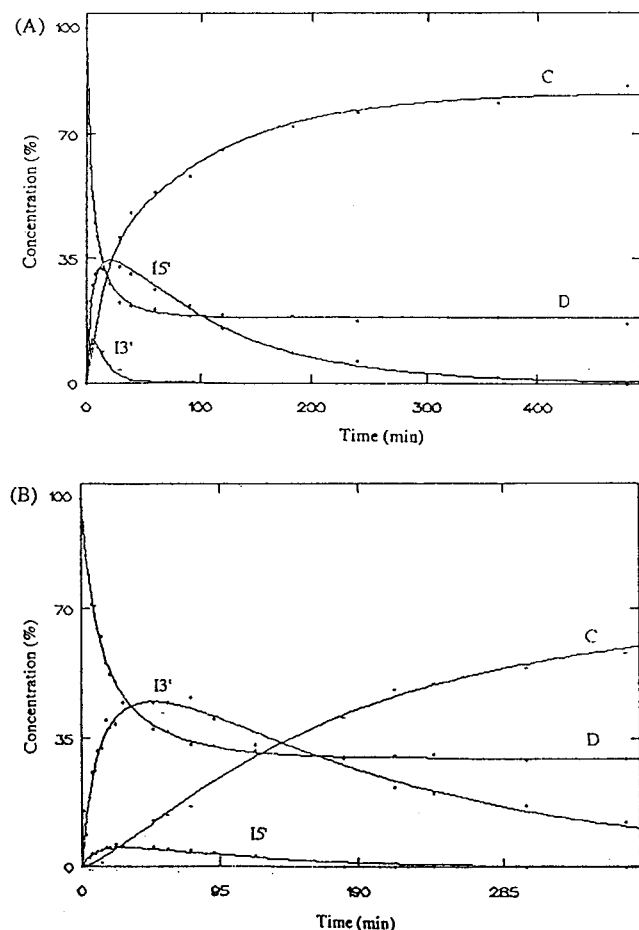 (A)
100
C
70
Concentration (%)
35
I5'
D
I3'
0
0 100 200 300 400
Time (min)
(B)
100
70
C
I3'
Concentration (%)
35
D
I5'
0
0 95 190 285
Time (min)